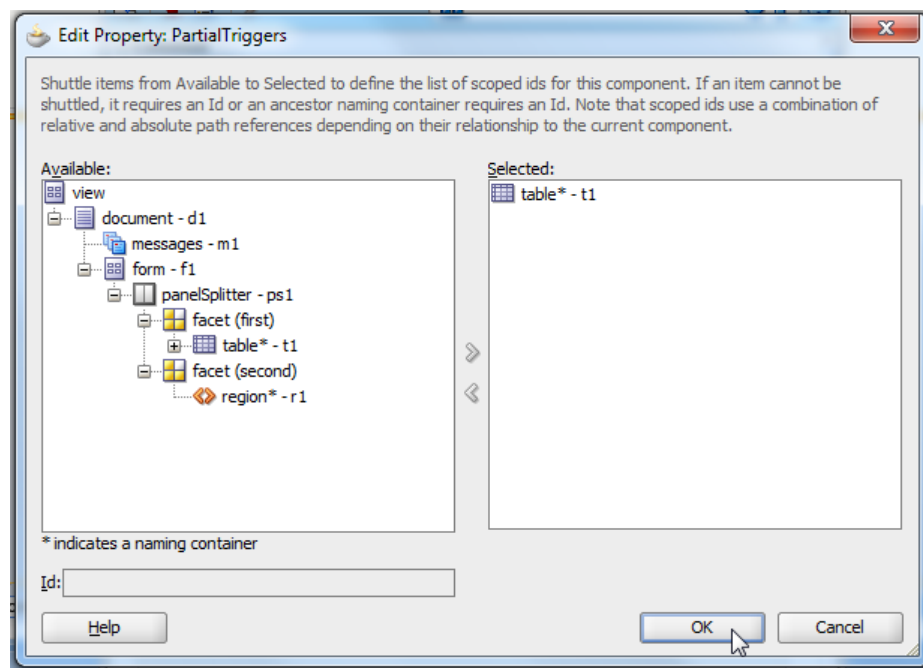 Edit Property: PartialTriggers
Shuttle items from Available to Selected to define the list of scoped ids for this component. If an item cannot be
shuttled, it requires an Id or an ancestor naming container requires an Id. Note that scoped ids use a combination of
relative and absolute path references depending on their relationship to the current component.
Available:
view
document - d1
messages - m1
form - f1
panelSplitter - ps1
facet (first)
table* - t1
facet (second)
region* - r1
* indicates a naming container
Selected:
table* - t1
Id:
Help
OK
Cancel